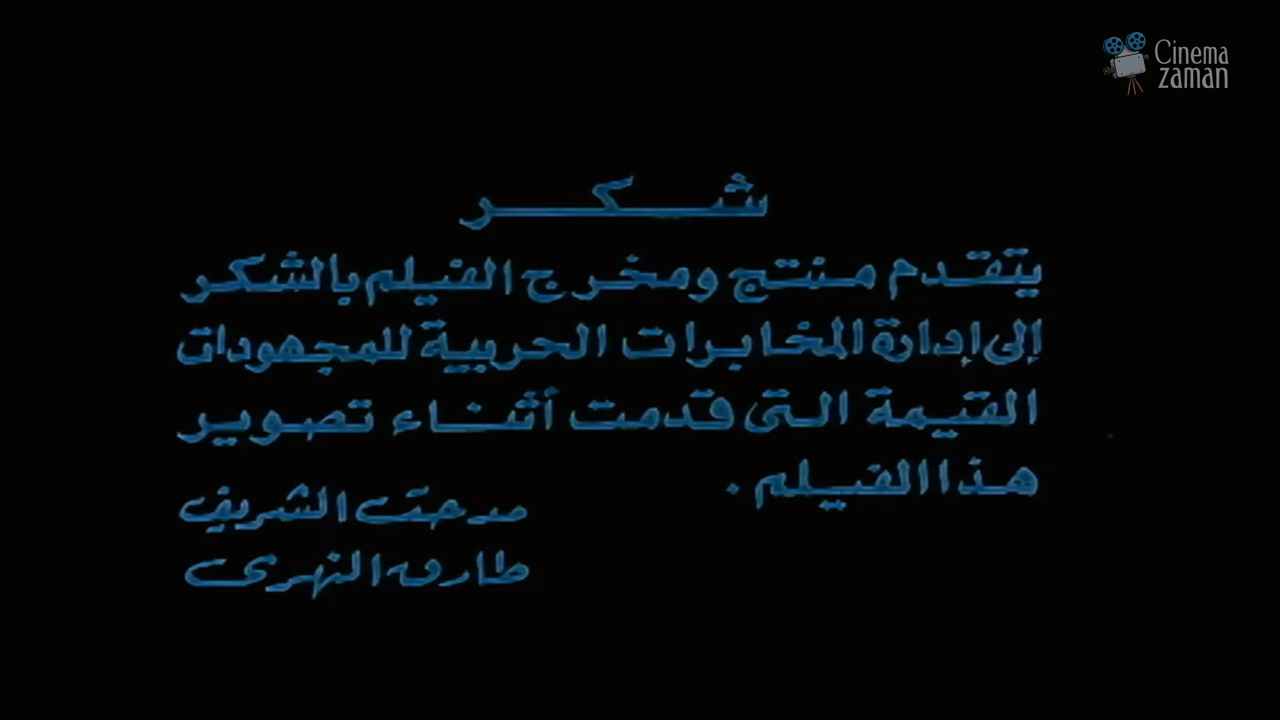 Cinema
zaman
شكر
يتقدم منتج ومخرج الفيلم بالشكر
إلى إدارة المخابرات الحربية للمجهودات
القيمة التى قدمت أثناء تصوير
هذا الفيلم .
مدحت الشريف
طارق النهرى